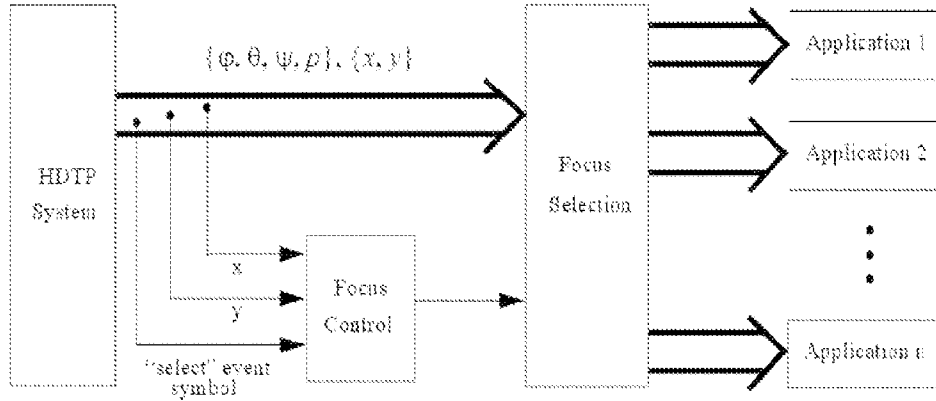 {φ, θ, ψ, p}, {x, y}
HDTP
System
x
y
"select" event
symbol
Focus
Control
Focus
Selection
Application 1
Application 2
Application n